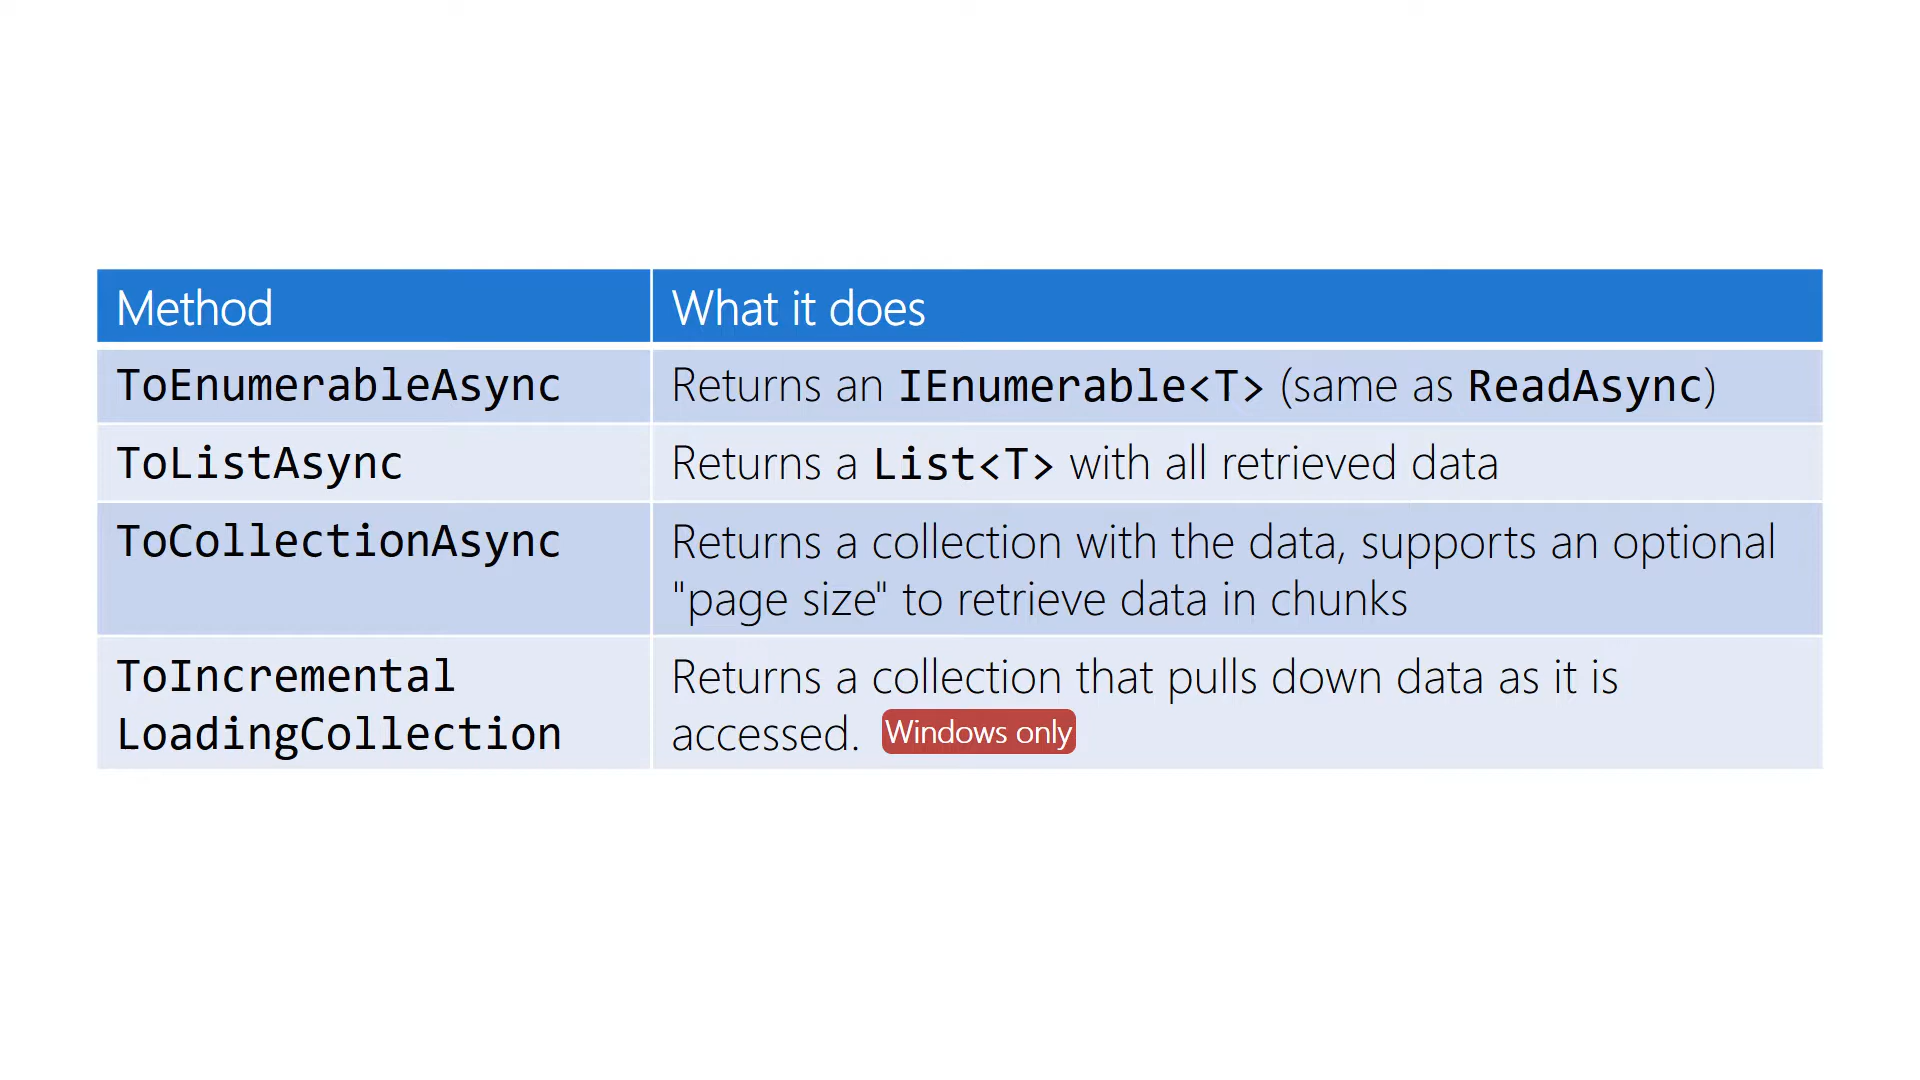 Method
What it does
ToEnumerableAsync
Returns an IEnumerable<T> (same as ReadAsync)
ToListAsync
Returns a List<T> with all retrieved data
ToCollectionAsync
Returns a collection with the data, supports an optional
"page size" to retrieve data in chunks
ToIncremental
LoadingCollection
Returns a collection that pulls down data as it is
accessed. Windows only